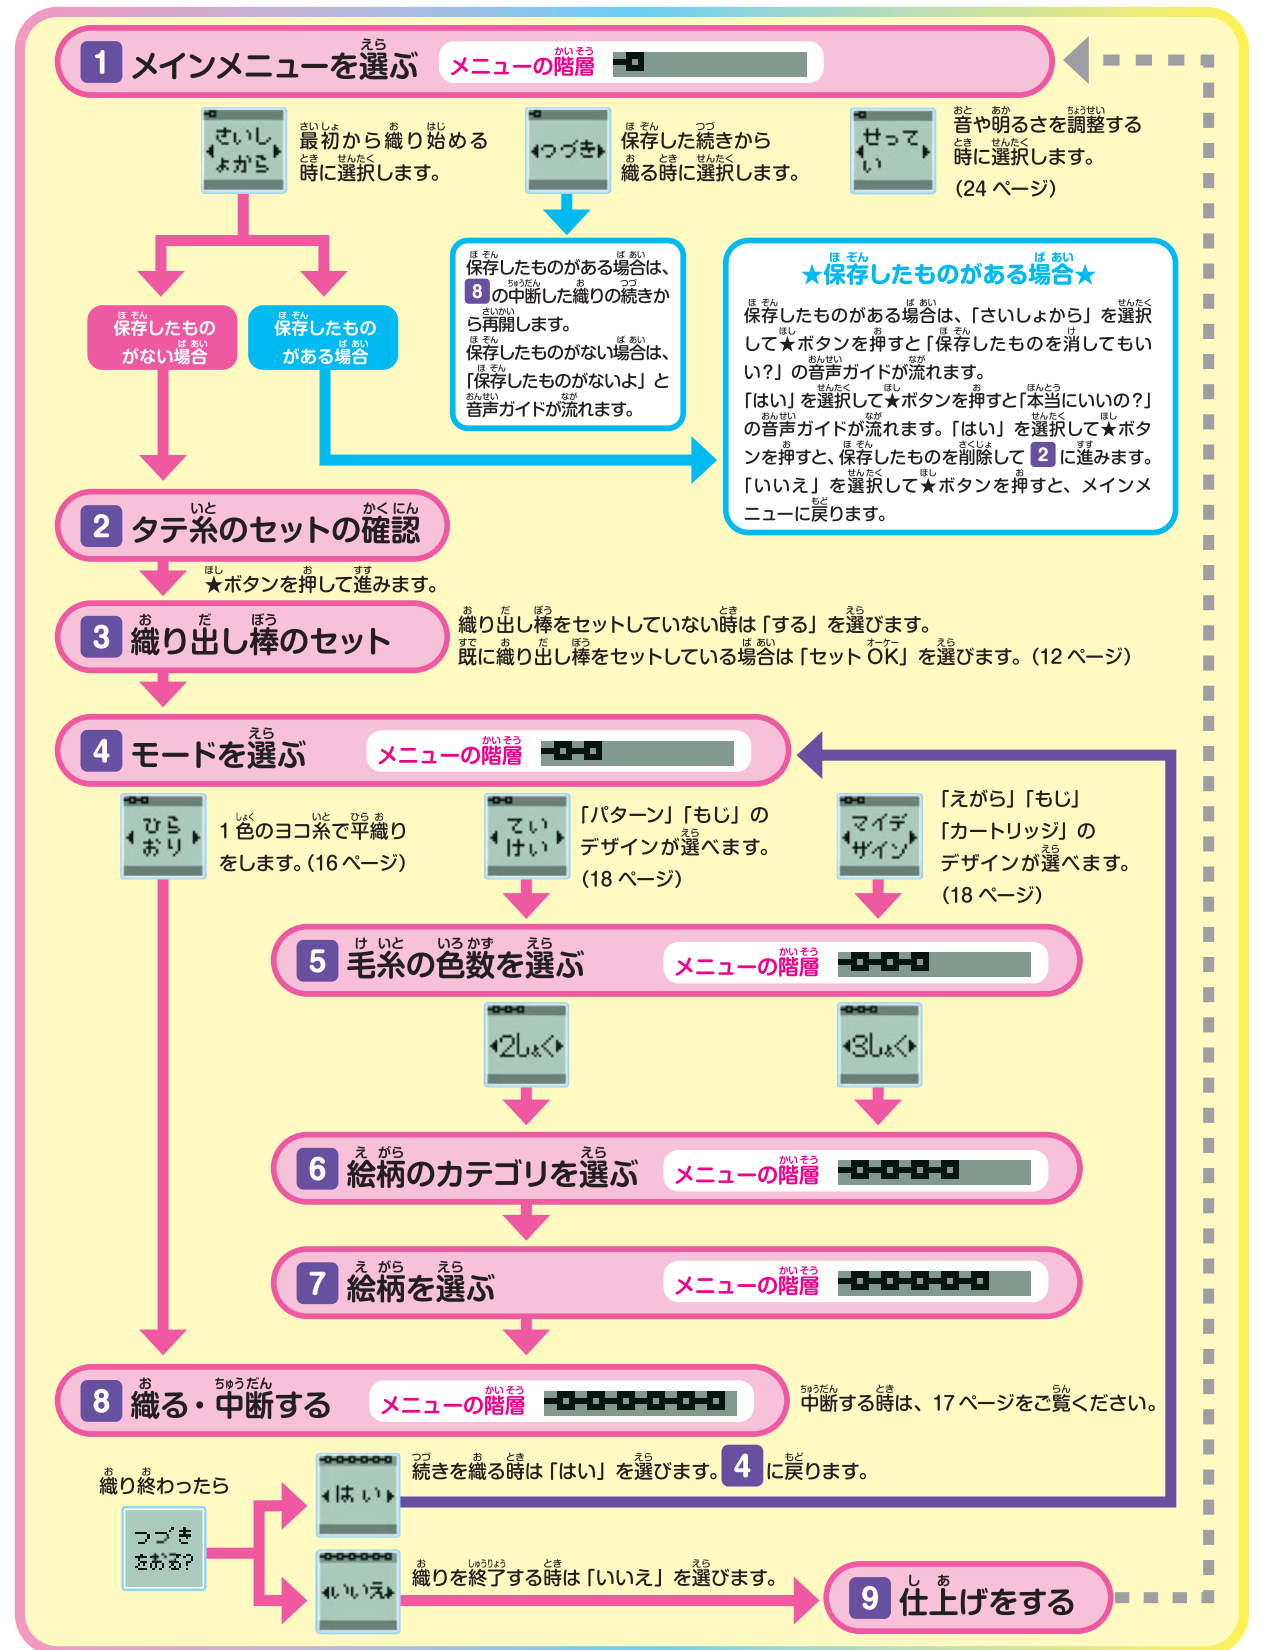 1 メインメニューを選ぶ メニューの階層
さいし
ょから
最初から織り始める
時に選択します。
つづき
保存した続きから
織る時に選択します。
せって
い
音や明るさを調整する
時に選択します。
(24 ページ)
保存したもの
がない場合
保存したもの
がある場合
保存したものがある場合は、
8 の中断した織りの続きか
ら再開します。
保存したものがない場合は、
「保存したものがないよ」と
音声ガイドが流れます。
★保存したものがある場合★
保存したものがある場合は、「さいしょから」を選択
して★ボタンを押すと「保存したものを消してもい
い?」の音声ガイドが流れます。
「はい」を選択して★ボタンを押すと「本当にいいの?」
の音声ガイドが流れます。「はい」を選択して★ボタ
ンを押すと、保存したものを削除して 2 に進みます。
「いいえ」を選択して★ボタンを押すと、メインメ
ニューに戻ります。
2 タテ糸のセットの確認
★ボタンを押して進みます。
3 織り出し棒のセット
織り出し棒をセットしていない時は「する」を選びます。
既に織り出し棒をセットしている場合は「セット OK」を選びます。(12 ページ)
4 モードを選ぶ メニューの階層
ひら
おり
1 色のヨコ糸で平織り
をします。(16 ページ)
てい
けい
「パターン」「もじ」の
デザインが選べます。
(18 ページ)
マイデ
ザイン
「えがら」「もじ」
「カートリッジ」の
デザインが選べます。
(18 ページ)
5 毛糸の色数を選ぶ メニューの階層
2しょく
3しょく
6 絵柄のカテゴリを選ぶ メニューの階層
7 絵柄を選ぶ メニューの階層
8 織る・中断する メニューの階層
中断する時は、17 ページをご覧ください。
織り終わったら
つづき
をおる?
はい
続きを織る時は「はい」を選びます。 4 に戻ります。
いいえ
織りを終了する時は「いいえ」を選びます。
9 仕上げをする